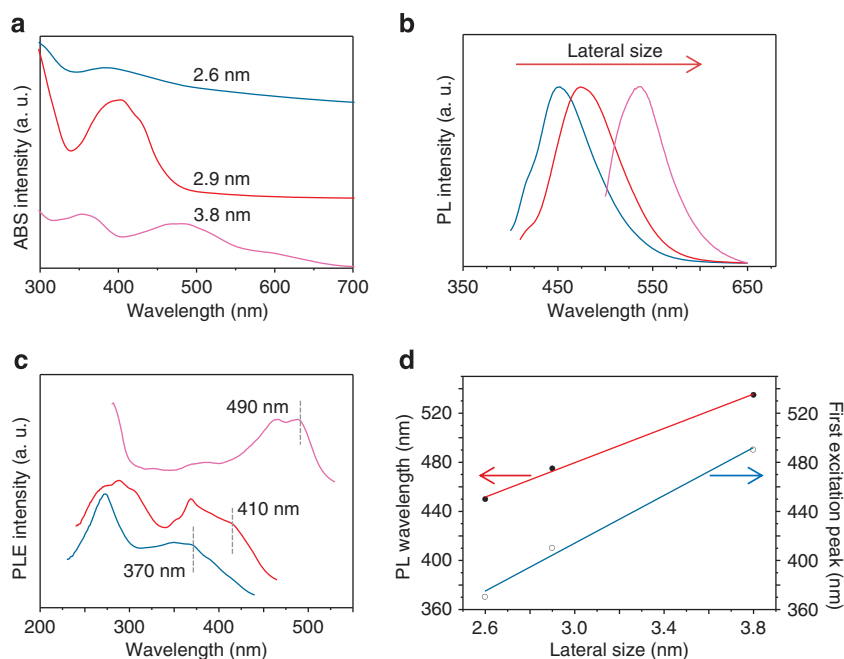 a
ABS intensity (a. u.)
2.6 nm
2.9 nm
3.8 nm
300 400 500 600 700
Wavelength (nm)
b
PL intensity (a. u.)
Lateral size
350 450 550 650
Wavelength (nm)
c
PLE intensity (a. u.)
490 nm
410 nm
370 nm
200 300 400 500
Wavelength (nm)
d
PL wavelength (nm)
520
480
440
400
360
First excitation peak (nm)
520
480
440
400
360
2.6 3.0 3.4 3.8
Lateral size (nm)